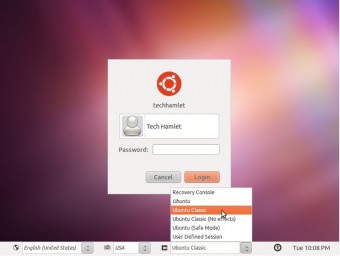 techhamlet
Tech Hamlet
Password:
Cancel
Login
Recovery Console
Ubuntu
Ubuntu Classic
Ubuntu Classic (No effects)
Ubuntu (Safe Mode)
User Defined Session
English (United States)
USA
Ubuntu Classic
Tue 10:08 PM